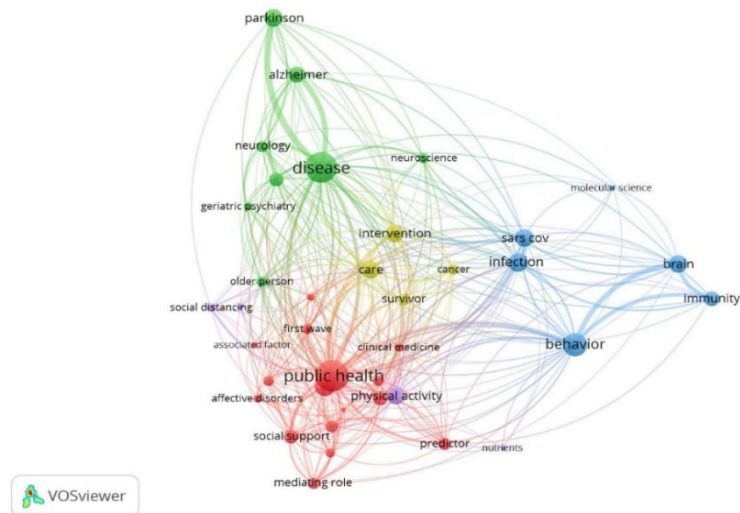 parkinson
alzheimer
neurology
disease
neuroscience
geriatric psychiatry
molecular science
intervention
sars cov
infection
brain
care
cancer
older person
immunity
survivor
social distancing
first wave
associated factor
clinical medicine
behavior
public health
affective disorders
physical activity
social support
predictor
nutrients
mediating role
VOSviewer